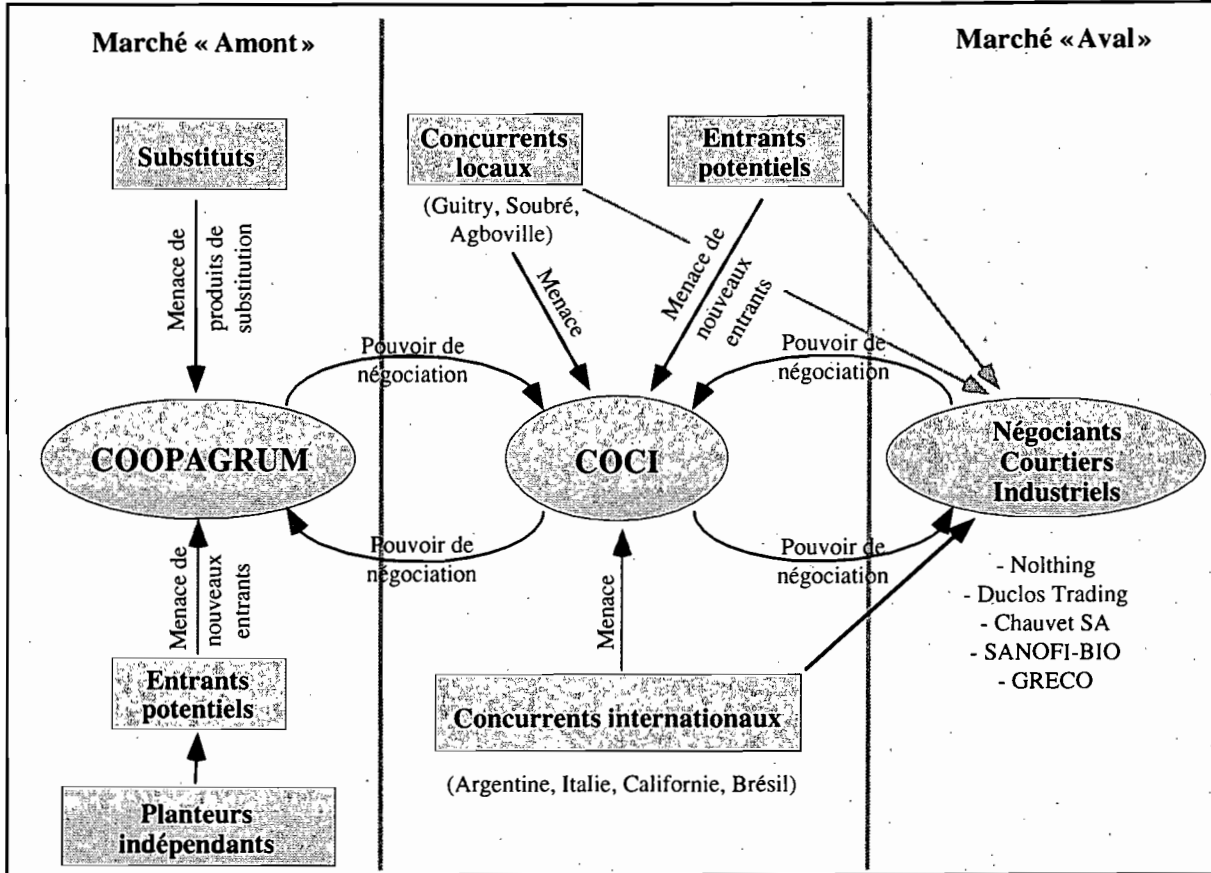 Marché « Amont »
Marché «Aval»
Substituts
Concurrents
locaux
(Guitry, Soubré,
Agboville)
Entrants
potentiels
Menace de
produits de
substitution
Menace
Menace de
nouveaux
entrants
Pouvoir de
négociation
Pouvoir de
négociation
COOPAGRUM
COCI
Négociants
Courtiers
Industriels
Pouvoir de
négociation
Pouvoir de
négociation
- Nolthing
- Duclos Trading
- Chauvet SA
- SANOFI-BIO
- GRECO
Menace de
nouveaux
entrants
Menace
Entrants
potentiels
Concurrents internationaux
(Argentine, Italie, Californie, Brésil)
Planteurs
indépendants